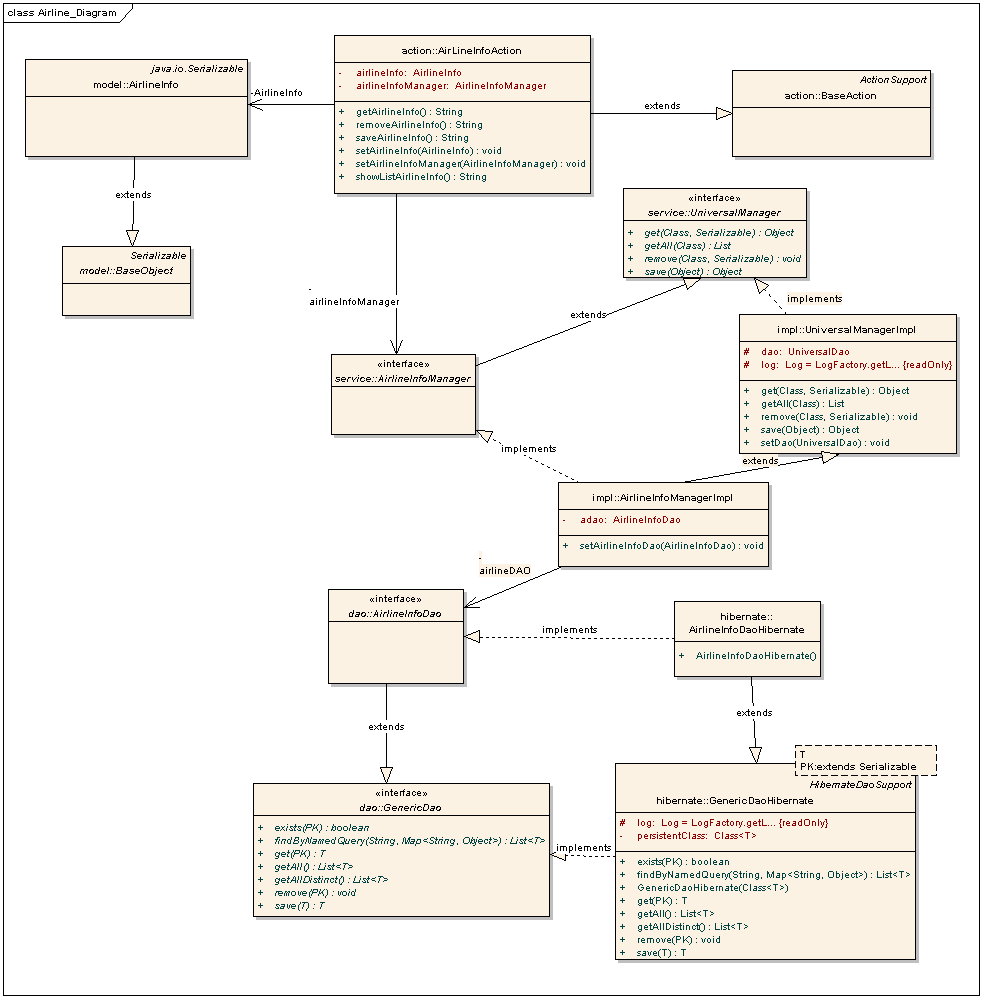 class Airline_Diagram
java.io.Serializable
model::AirlineInfo
-AirlineInfo
action::AirLineInfoAction
- airlineInfo: AirlineInfo
- airlineInfoManager: AirlineInfoManager
+ getAirlineInfo() : String
+ removeAirlineInfo() : String
+ saveAirlineInfo() : String
+ setAirlineInfo(AirlineInfo) : void
+ setAirlineInfoManager(AirlineInfoManager) : void
+ showListAirlineInfo() : String
extends
ActionSupport
action::BaseAction
extends
Serializable
model::BaseObject
«interface»
service::UniversalManager
+ get(Class, Serializable) : Object
+ getAll(Class) : List
+ remove(Class, Serializable) : void
+ save(Object) : Object
-
airlineInfoManager
extends
implements
impl::UniversalManagerImpl
# dao: UniversalDao
# log: Log = LogFactory.getL... {readOnly}
+ get(Class, Serializable) : Object
+ getAll(Class) : List
+ remove(Class, Serializable) : void
+ save(Object) : Object
+ setDao(UniversalDao) : void
«interface»
service::AirlineInfoManager
implements
extends
impl::AirlineInfoManagerImpl
- adao: AirlineInfoDao
+ setAirlineInfoDao(AirlineInfoDao) : void
-
airlineDAO
«interface»
dao::AirlineInfoDao
implements
hibernate::
AirlineInfoDaoHibernate
+ AirlineInfoDaoHibernate()
extends
extends
«interface»
dao::GenericDao
+ exists(PK) : boolean
+ findByNamedQuery(String, Map<String, Object>) : List<T>
+ get(PK) : T
+ getAll() : List<T>
+ getAllDistinct() : List<T>
+ remove(PK) : void
+ save(T) : T
implements
T
PK:extends Serializable
HibernateDaoSupport
hibernate::GenericDaoHibernate
# log: Log = LogFactory.getL... {readOnly}
- persistentClass: Class<T>
+ exists(PK) : boolean
+ findByNamedQuery(String, Map<String, Object>) : List<T>
+ GenericDaoHibernate(Class<T>)
+ get(PK) : T
+ getAll() : List<T>
+ getAllDistinct() : List<T>
+ remove(PK) : void
+ save(T) : T